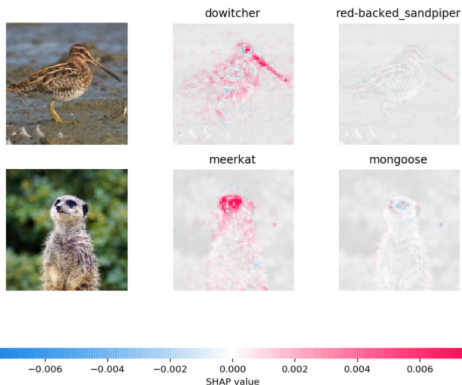 dowitcher red-backed_sandpiper
meerkat mongoose
−0.006 −0.004 −0.002 0.000 0.002 0.004 0.006
SHAP value